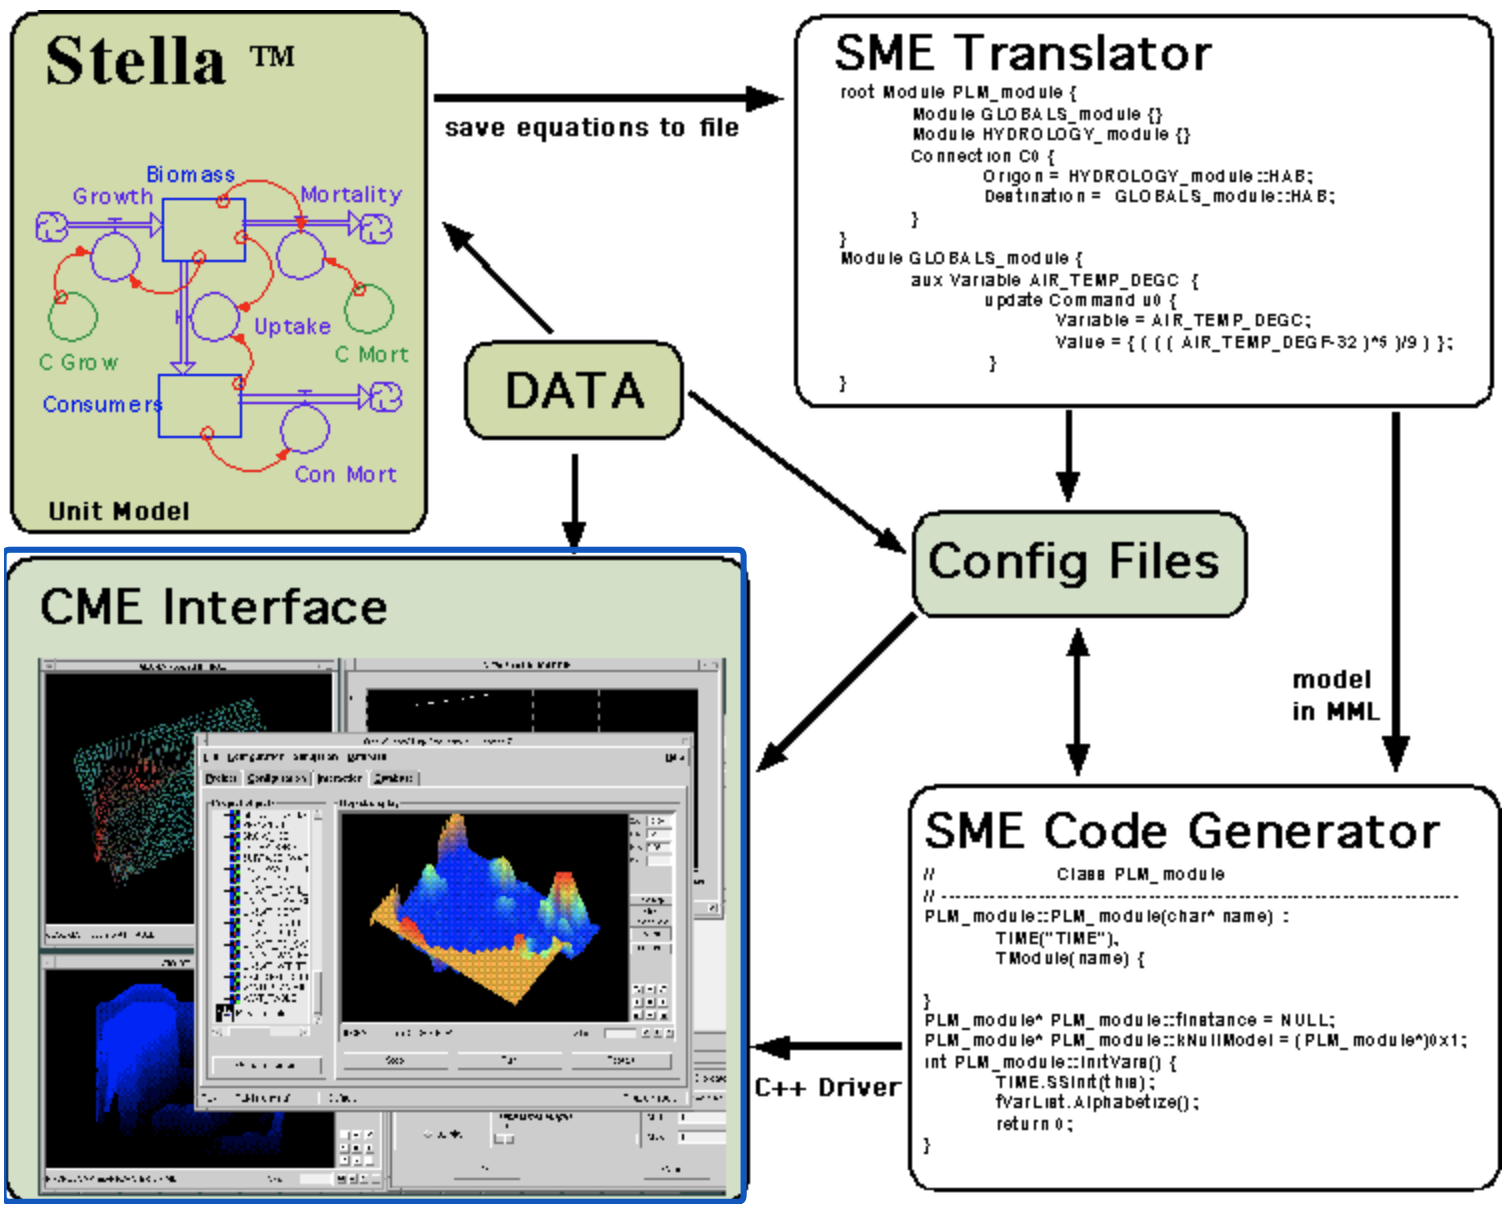 Stella ™
Biomass
Growth
Mortality
Uptake
C Grow
C Mort
Consumers
Con Mort
Unit Model
save equations to file
SME Translator
root Module PLM_module {
Module GLOBALS_module {}
Module HYDROLOGY_module {}
Connection C0 {
Origon = HYDROLOGY_module::HAB;
Destination = GLOBALS_module::HAB;
}
}
Module GLOBALS_module {
aux Variable AIR_TEMP_DEGC {
update Command u0 {
Variable = AIR_TEMP_DEGC;
Value = { ( ( ( AIR_TEMP_DEGF-32 )*5 )/9 ) };
}
}
DATA
Config Files
model
in MML
CME Interface
Project Configuration Interaction Database
SME Code Generator
// Class PLM_module
// ------------------------------------------------------------
PLM_module::PLM_module(char* name) :
TIME("TIME"),
TModule(name) {
}
PLM_module* PLM_module::fInstance = NULL;
PLM_module* PLM_module::kNullModel = (PLM_module*)0x1;
int PLM_module::InitVars() {
TIME.SSInit(this);
fVarList.Alphabetize();
return 0;
}
C++ Driver